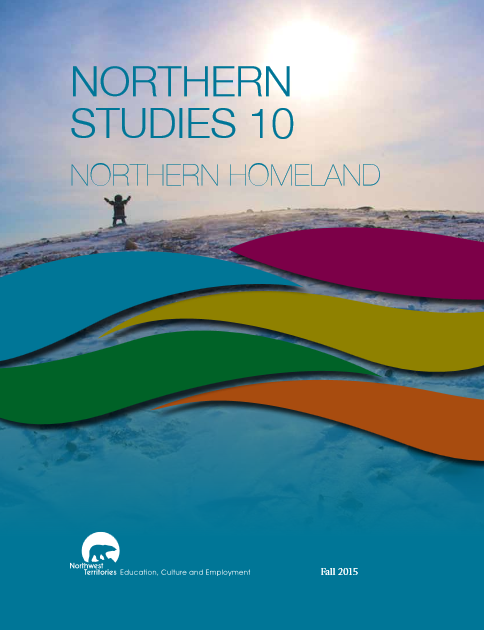 NORTHERN
STUDIES 10
NORTHERN HOMELAND
Northwest
Territories Education, Culture and Employment
Fall 2015